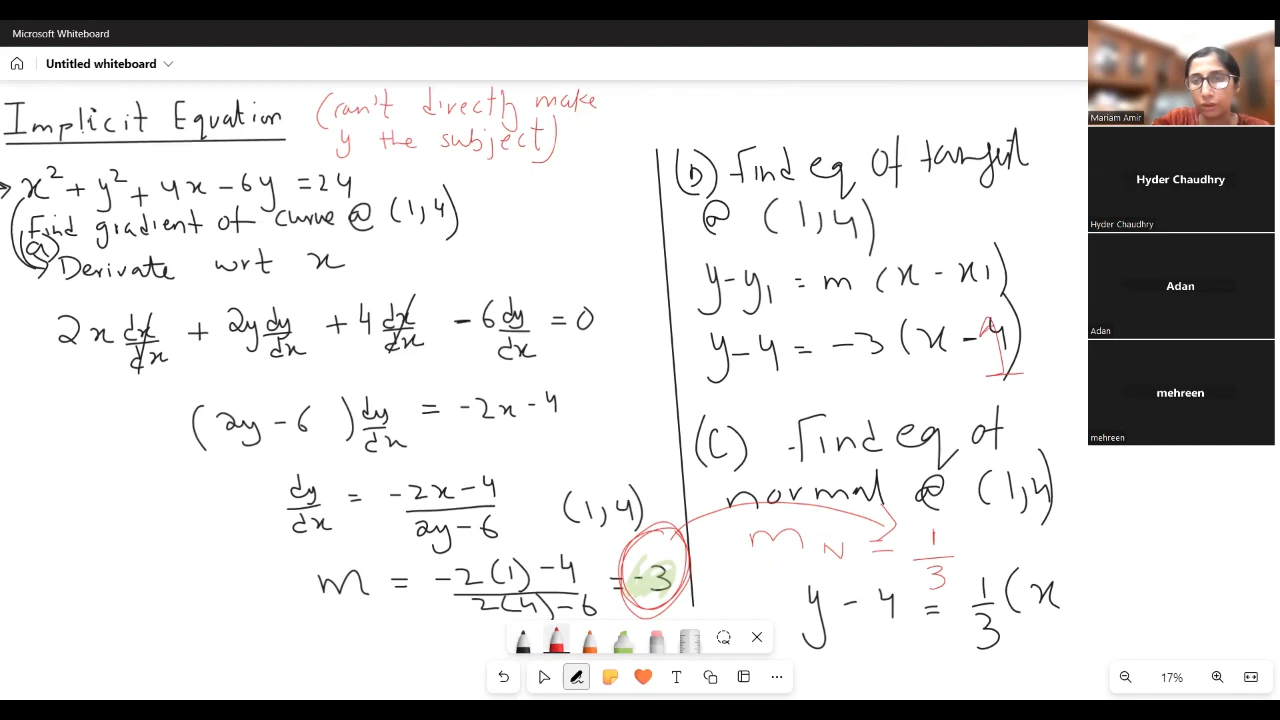 Microsoft Whiteboard
Untitled whiteboard
Implicit Equation (can't directly make
y the subject)
x² + y² + 4x - 6y = 24
Find gradient of curve @ (1,4)
(a)
Derivate wrt x
2x dx/dx + 2y dy/dx + 4 dx/dx - 6 dy/dx = 0
(2y - 6) dy/dx = -2x - 4
dy/dx = (-2x - 4)/(2y - 6) (1,4)
m = (-2(1) - 4)/(2(4) - 6) = -3
(b) Find eq of tangent
@ (1,4)
y - y₁ = m (x - x₁)
y - 4 = -3 (x - 1)
(C) Find eq of
normal @ (1,4)
m N = 1/3
y - 4 = 1/3 (x
Mariam Amir
Hyder Chaudhry
Hyder Chaudhry
Adan
Adan
mehreen
mehreen
17%